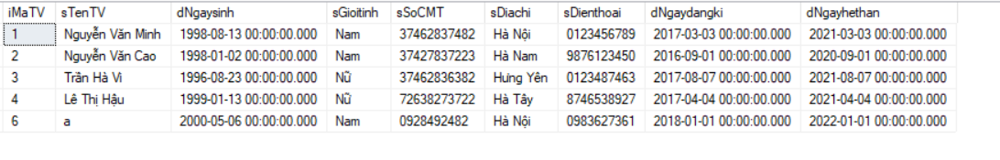 iMaTV sTenTV dNgaysinh sGioitinh sSoCMT sDiachi sDienthoai dNgaydangki dNgayhethan
1 Nguyễn Văn Minh 1998-08-13 00:00:00.000 Nam 37462837482 Hà Nội 0123456789 2017-03-03 00:00:00.000 2021-03-03 00:00:00.000
2 Nguyễn Văn Cao 1998-01-02 00:00:00.000 Nam 37427837223 Hà Nam 9876123450 2016-09-01 00:00:00.000 2020-09-01 00:00:00.000
3 Trần Hà Vi 1996-08-23 00:00:00.000 Nữ 37462836382 Hưng Yên 0123487463 2017-08-07 00:00:00.000 2021-08-07 00:00:00.000
4 Lê Thị Hậu 1999-01-13 00:00:00.000 Nữ 72638273722 Hà Tây 8746538927 2017-04-04 00:00:00.000 2021-04-04 00:00:00.000
6 a 2000-05-06 00:00:00.000 Nam 0928492482 Hà Nội 0983627361 2018-01-01 00:00:00.000 2022-01-01 00:00:00.000